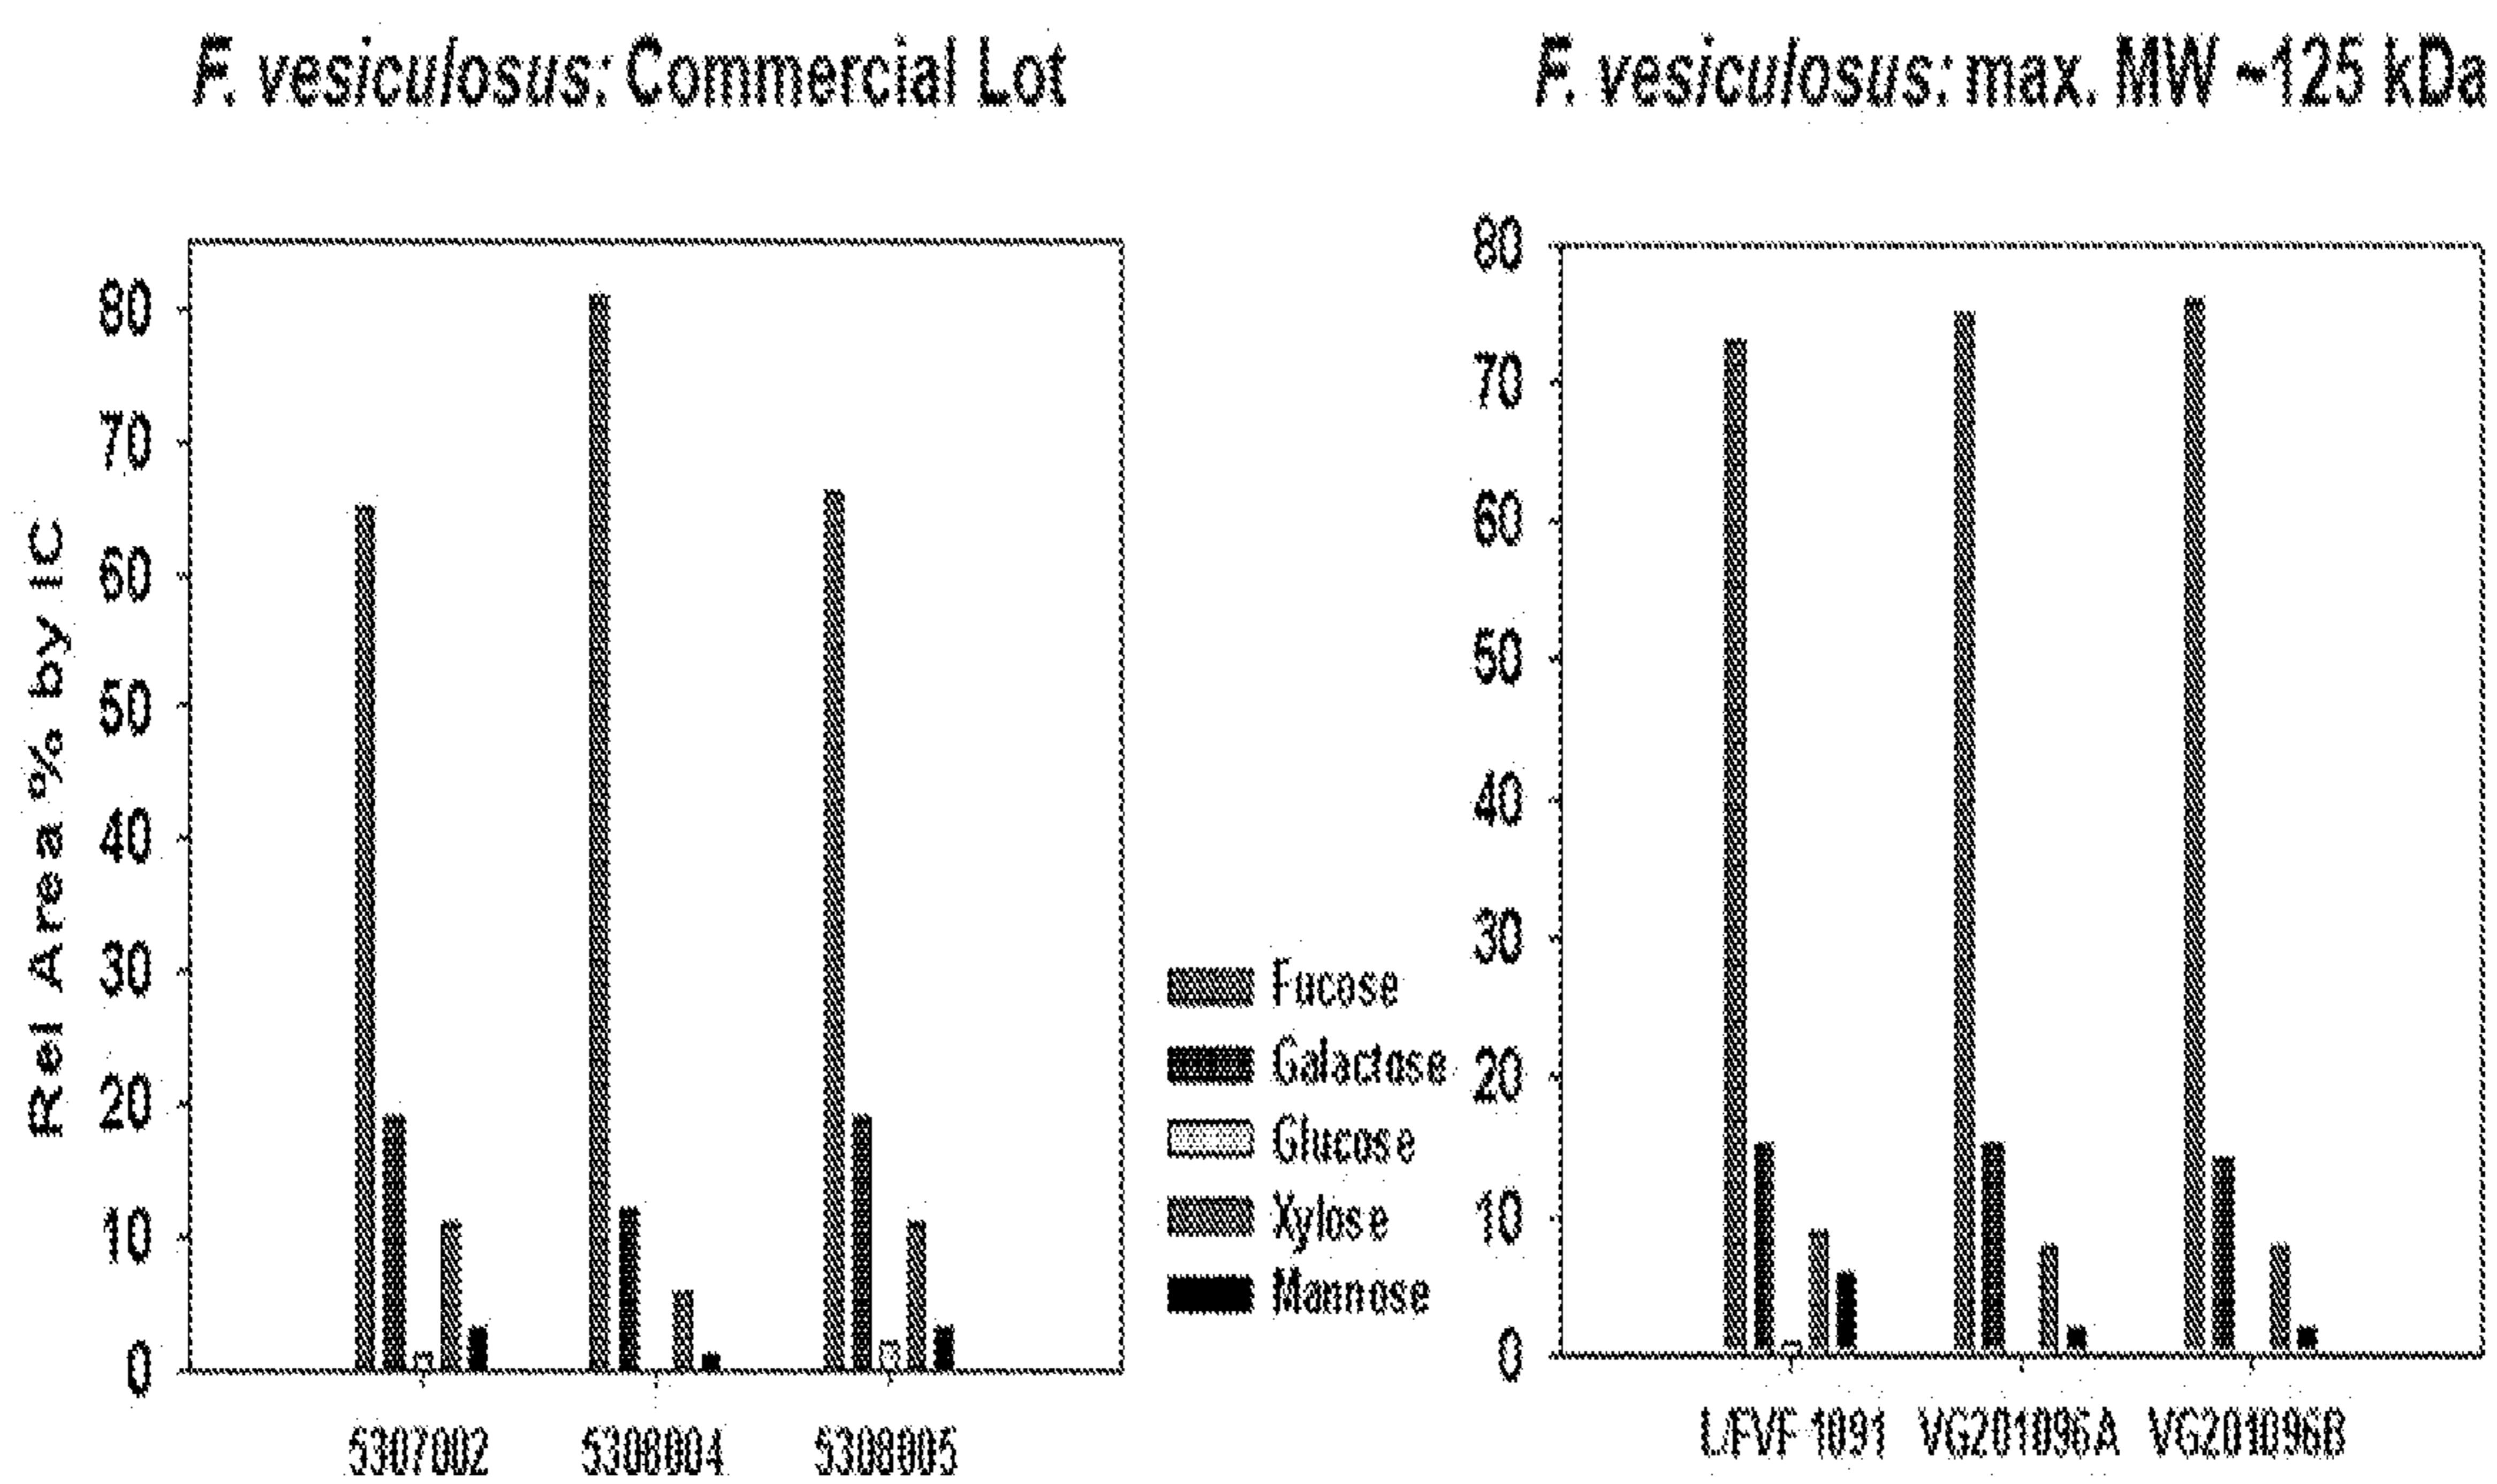 F. vesiculosus: Commercial Lot
F. vesiculosus: max. MW ~125 kDa
Rel Area % by IC
80
70
60
50
40
30
20
10
0
5307002
5308004
5308005
Fucose
Galactose
Glucose
Xylose
Mannose
80
70
60
50
40
30
20
10
0
LFVF1091
VG201096A
VG201096B